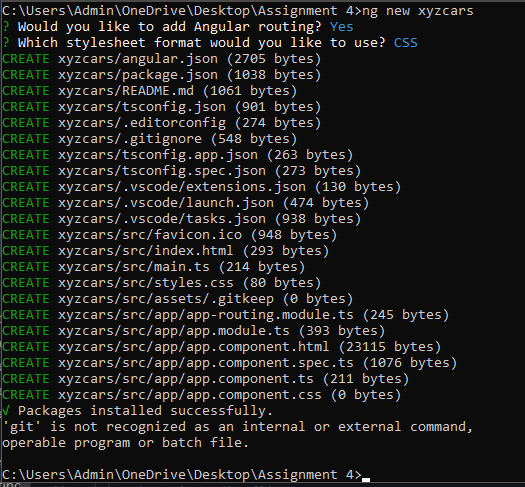 C:\Users\Admin\OneDrive\Desktop\Assignment 4>ng new xyzcars
? Would you like to add Angular routing? Yes
? Which stylesheet format would you like to use? CSS
CREATE xyzcars/angular.json (2705 bytes)
CREATE xyzcars/package.json (1038 bytes)
CREATE xyzcars/README.md (1061 bytes)
CREATE xyzcars/tsconfig.json (901 bytes)
CREATE xyzcars/.editorconfig (274 bytes)
CREATE xyzcars/.gitignore (548 bytes)
CREATE xyzcars/tsconfig.app.json (263 bytes)
CREATE xyzcars/tsconfig.spec.json (273 bytes)
CREATE xyzcars/.vscode/extensions.json (130 bytes)
CREATE xyzcars/.vscode/launch.json (474 bytes)
CREATE xyzcars/.vscode/tasks.json (938 bytes)
CREATE xyzcars/src/favicon.ico (948 bytes)
CREATE xyzcars/src/index.html (293 bytes)
CREATE xyzcars/src/main.ts (214 bytes)
CREATE xyzcars/src/styles.css (80 bytes)
CREATE xyzcars/src/assets/.gitkeep (0 bytes)
CREATE xyzcars/src/app/app-routing.module.ts (245 bytes)
CREATE xyzcars/src/app/app.module.ts (393 bytes)
CREATE xyzcars/src/app/app.component.html (23115 bytes)
CREATE xyzcars/src/app/app.component.spec.ts (1076 bytes)
CREATE xyzcars/src/app/app.component.ts (211 bytes)
CREATE xyzcars/src/app/app.component.css (0 bytes)
√ Packages installed successfully.
'git' is not recognized as an internal or external command,
operable program or batch file.
C:\Users\Admin\OneDrive\Desktop\Assignment 4>